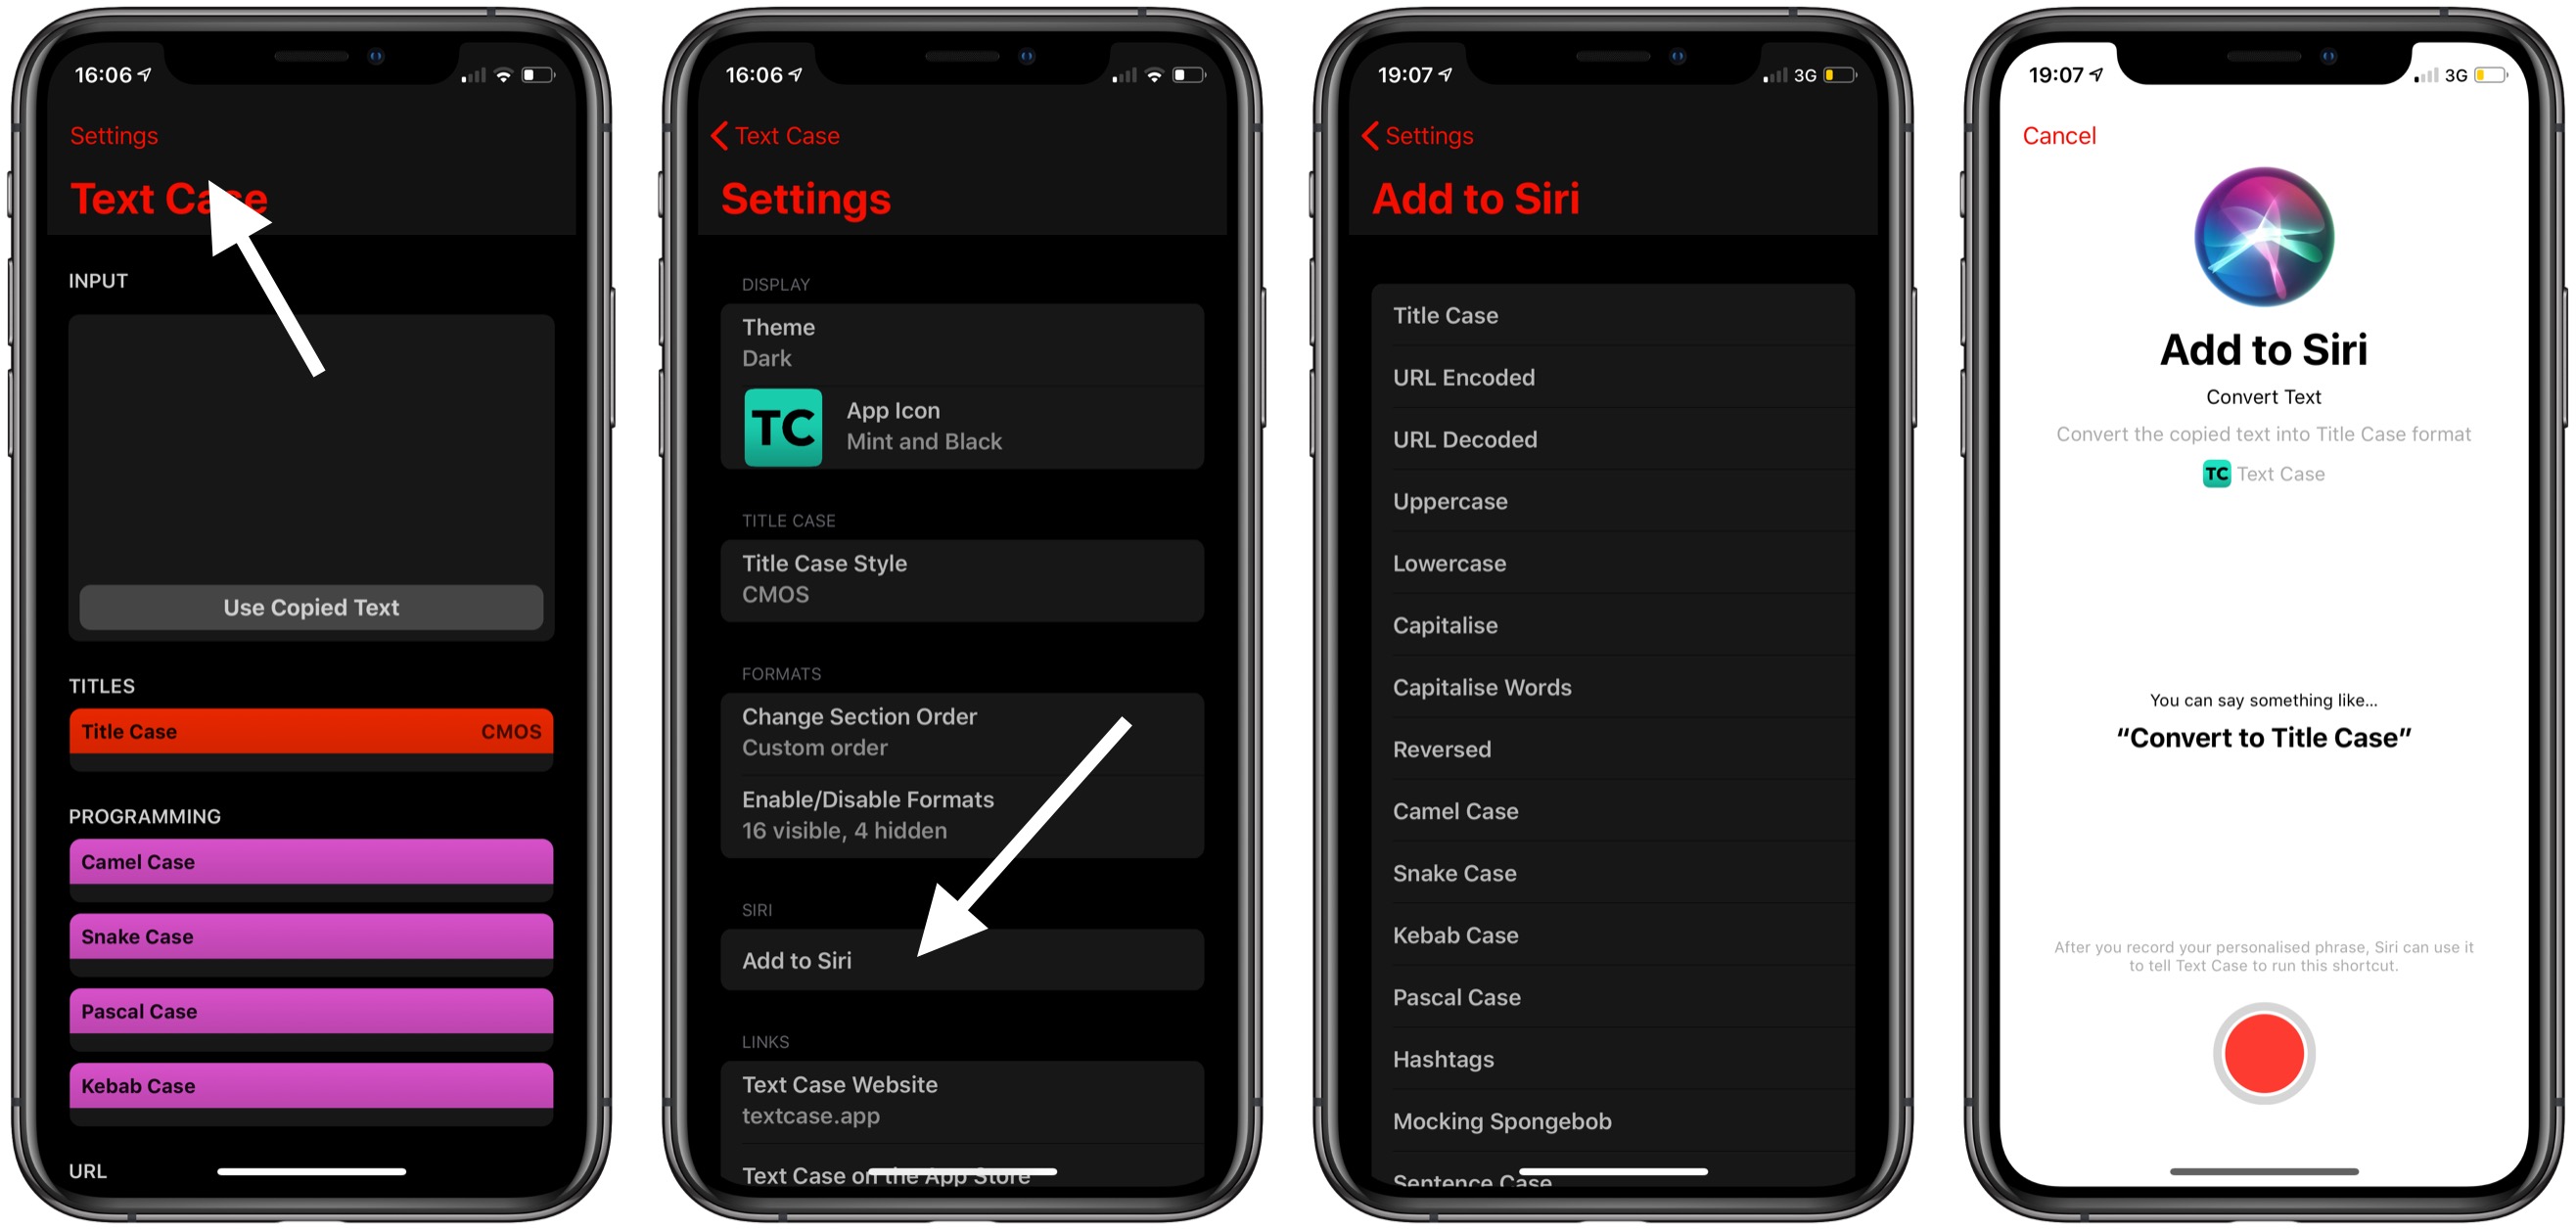 16:06
Settings
Text Case
INPUT
Use Copied Text
TITLES
Title Case CMOS
PROGRAMMING
Camel Case
Snake Case
Pascal Case
Kebab Case
URL
16:06
Text Case
Settings
DISPLAY
Theme
Dark
TC
App Icon
Mint and Black
TITLE CASE
Title Case Style
CMOS
FORMATS
Change Section Order
Custom order
Enable/Disable Formats
16 visible, 4 hidden
SIRI
Add to Siri
LINKS
Text Case Website
textcase.app
Text Case on the App Store
19:07 3G
Settings
Add to Siri
Title Case
URL Encoded
URL Decoded
Uppercase
Lowercase
Capitalise
Capitalise Words
Reversed
Camel Case
Snake Case
Kebab Case
Pascal Case
Hashtags
Mocking Spongebob
Sentence Case
19:07 3G
Cancel
Add to Siri
Convert Text
Convert the copied text into Title Case format
TC Text Case
You can say something like...
“Convert to Title Case”
After you record your personalised phrase, Siri can use it
to tell Text Case to run this shortcut.